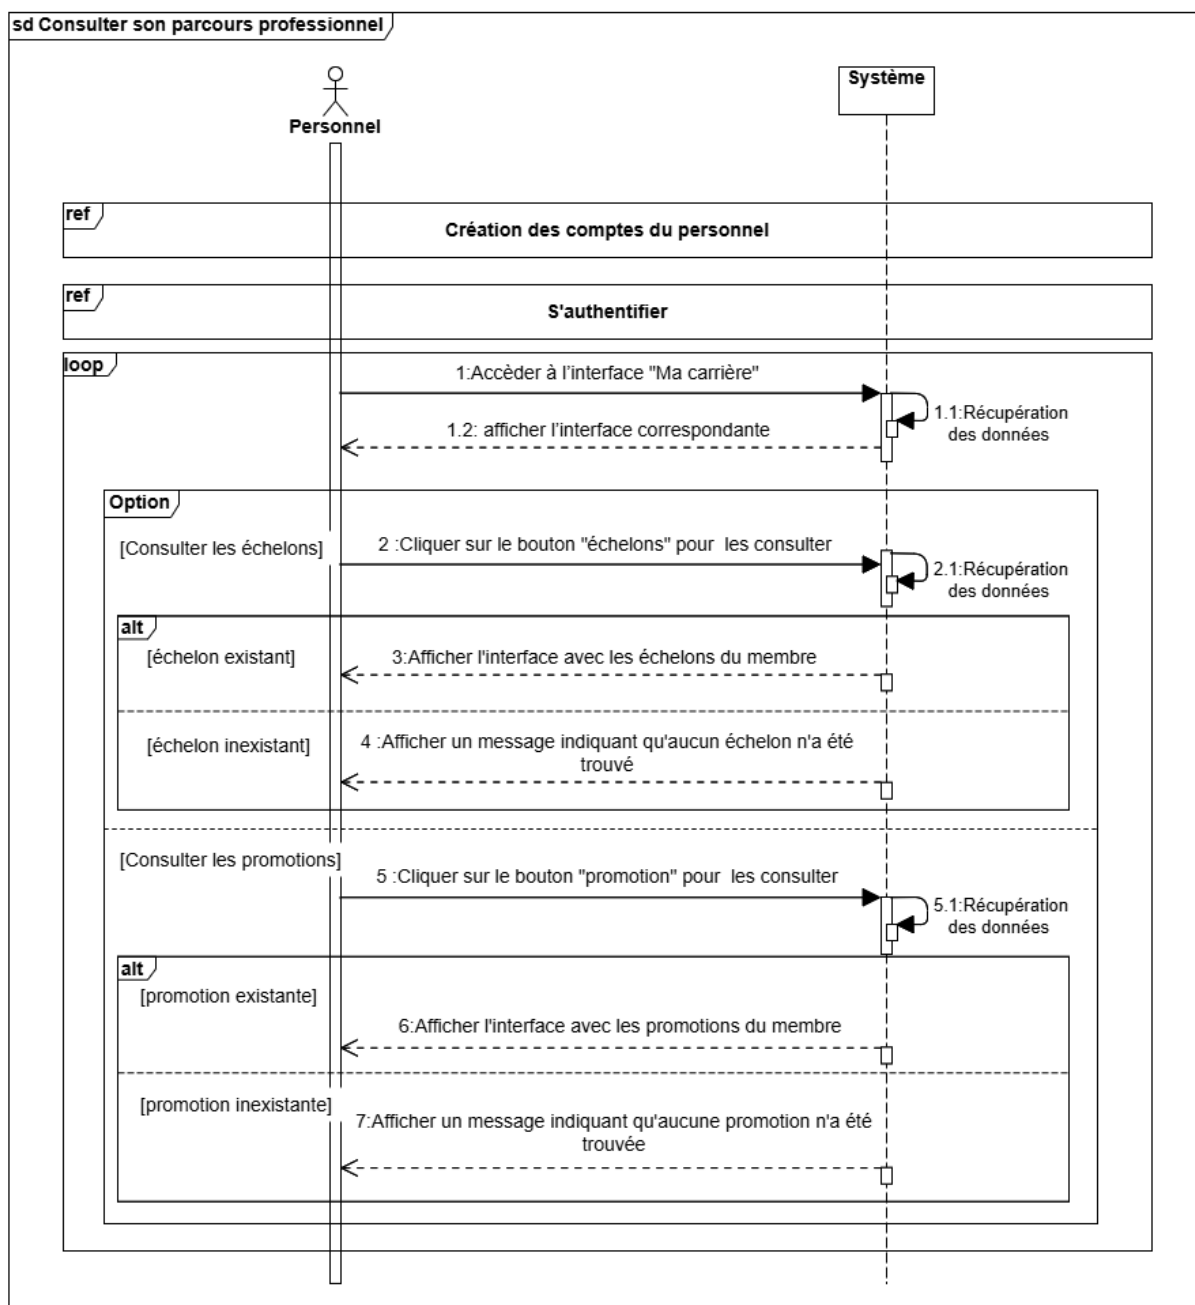 sd Consulter son parcours professionnel
Système
Personnel
ref
Création des comptes du personnel
ref
S'authentifier
loop
1:Accèder à l'interface "Ma carrière"
1.1:Récupération
des données
1.2: afficher l'interface correspondante
Option
[Consulter les échelons]
2 :Cliquer sur le bouton "échelons" pour les consulter
2.1:Récupération
des données
alt
[échelon existant]
3:Afficher l'interface avec les échelons du membre
[échelon inexistant]
4 :Afficher un message indiquant qu'aucun échelon n'a été
trouvé
[Consulter les promotions]
5 :Cliquer sur le bouton "promotion" pour les consulter
5.1:Récupération
des données
alt
[promotion existante]
6:Afficher l'interface avec les promotions du membre
[promotion inexistante]
7:Afficher un message indiquant qu'aucune promotion n'a été
trouvée